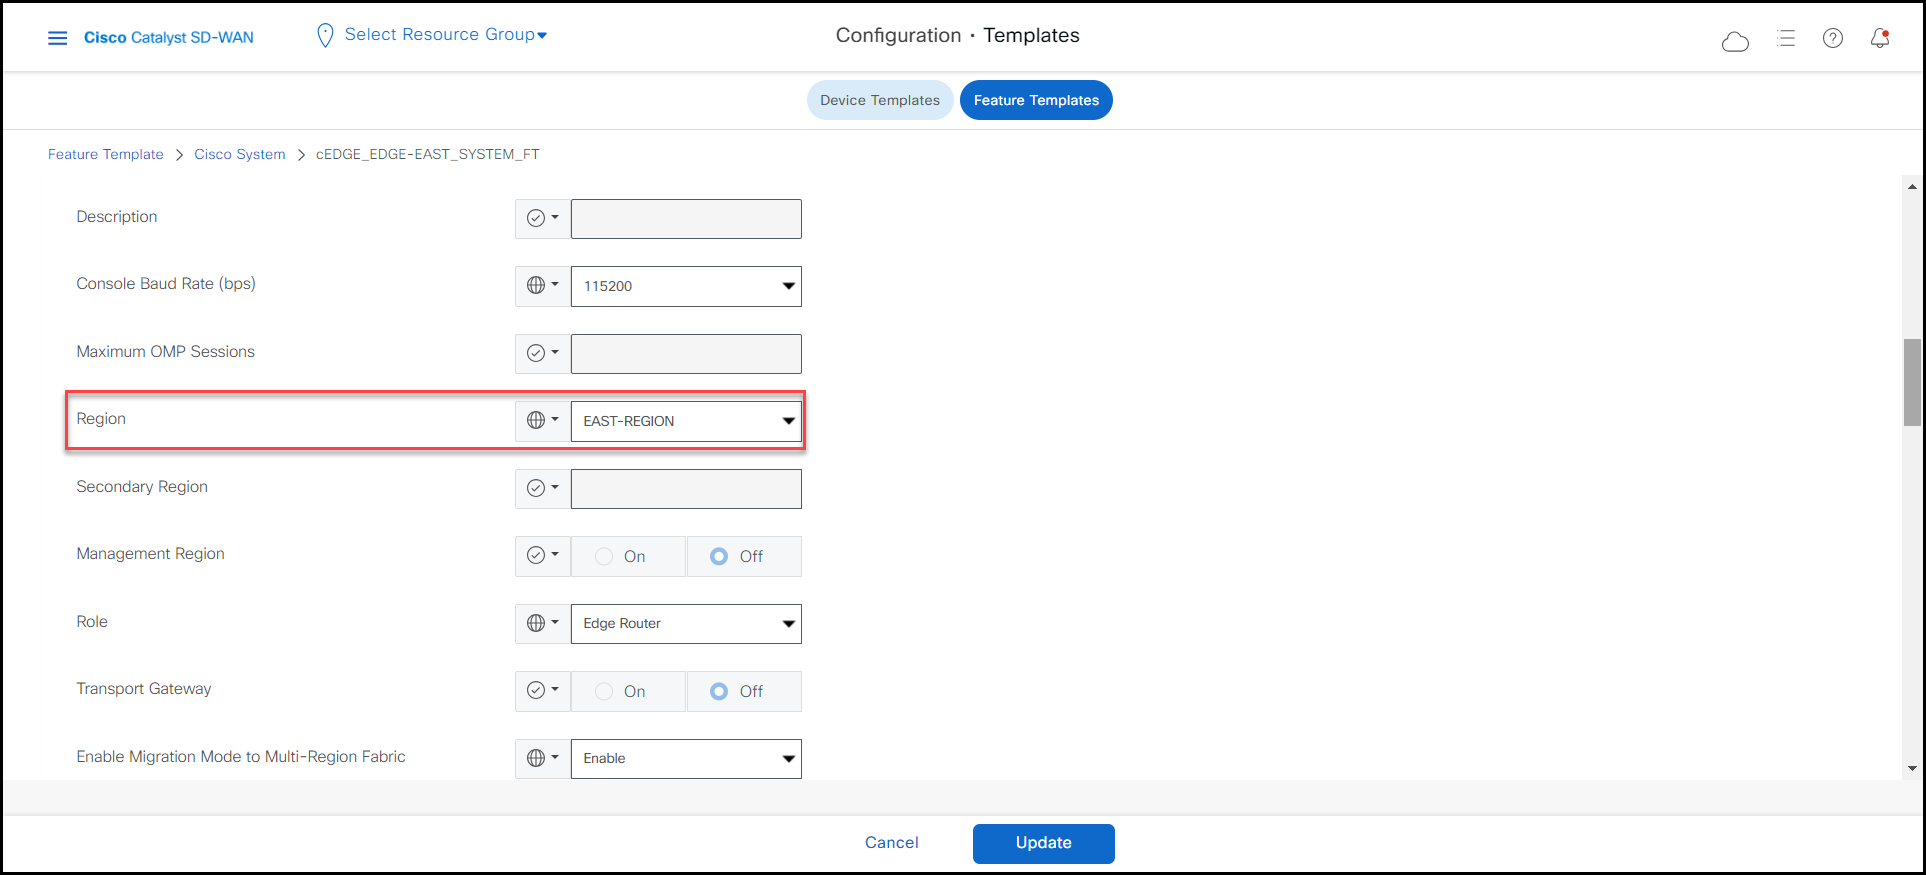 Cisco Catalyst SD-WAN
Select Resource Group
Configuration · Templates
Device Templates
Feature Templates
Feature Template > Cisco System > cEDGE_EDGE-EAST_SYSTEM_FT
Description
Console Baud Rate (bps)
115200
Maximum OMP Sessions
Region
EAST-REGION
Secondary Region
Management Region
On
Off
Role
Edge Router
Transport Gateway
On
Off
Enable Migration Mode to Multi-Region Fabric
Enable
Cancel
Update